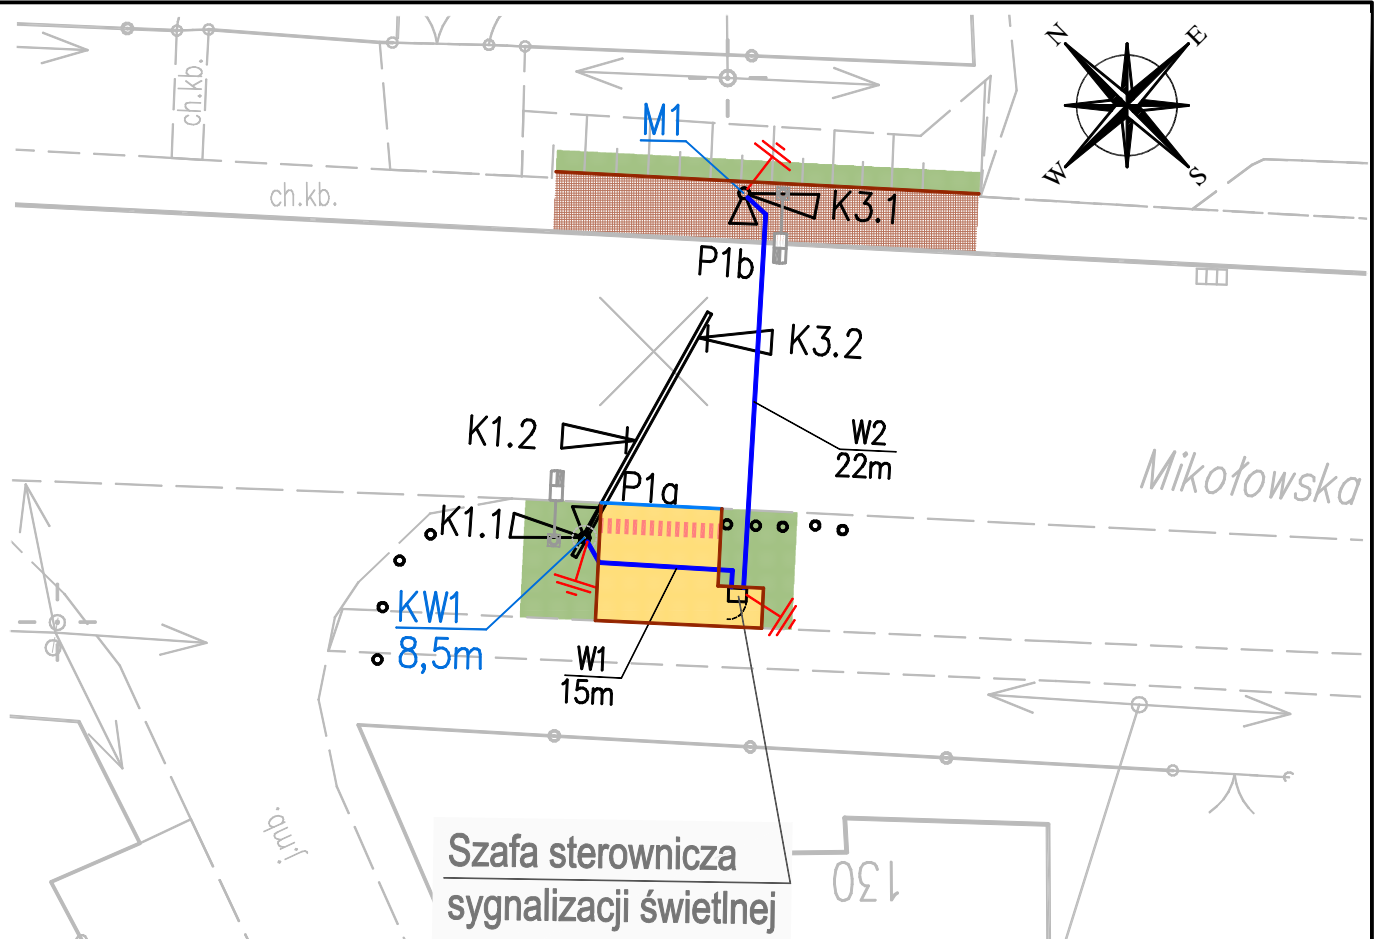 N
E
ch.kb.
M1
W
S
ch.kb.
K3.1
P1b
K3.2
K1.2
W2
22m
Mikołowska
P1a
K1.1
KW1
8,5m
W1
15m
j.mb.
Szafa sterownicza
sygnalizacji świetlnej
130